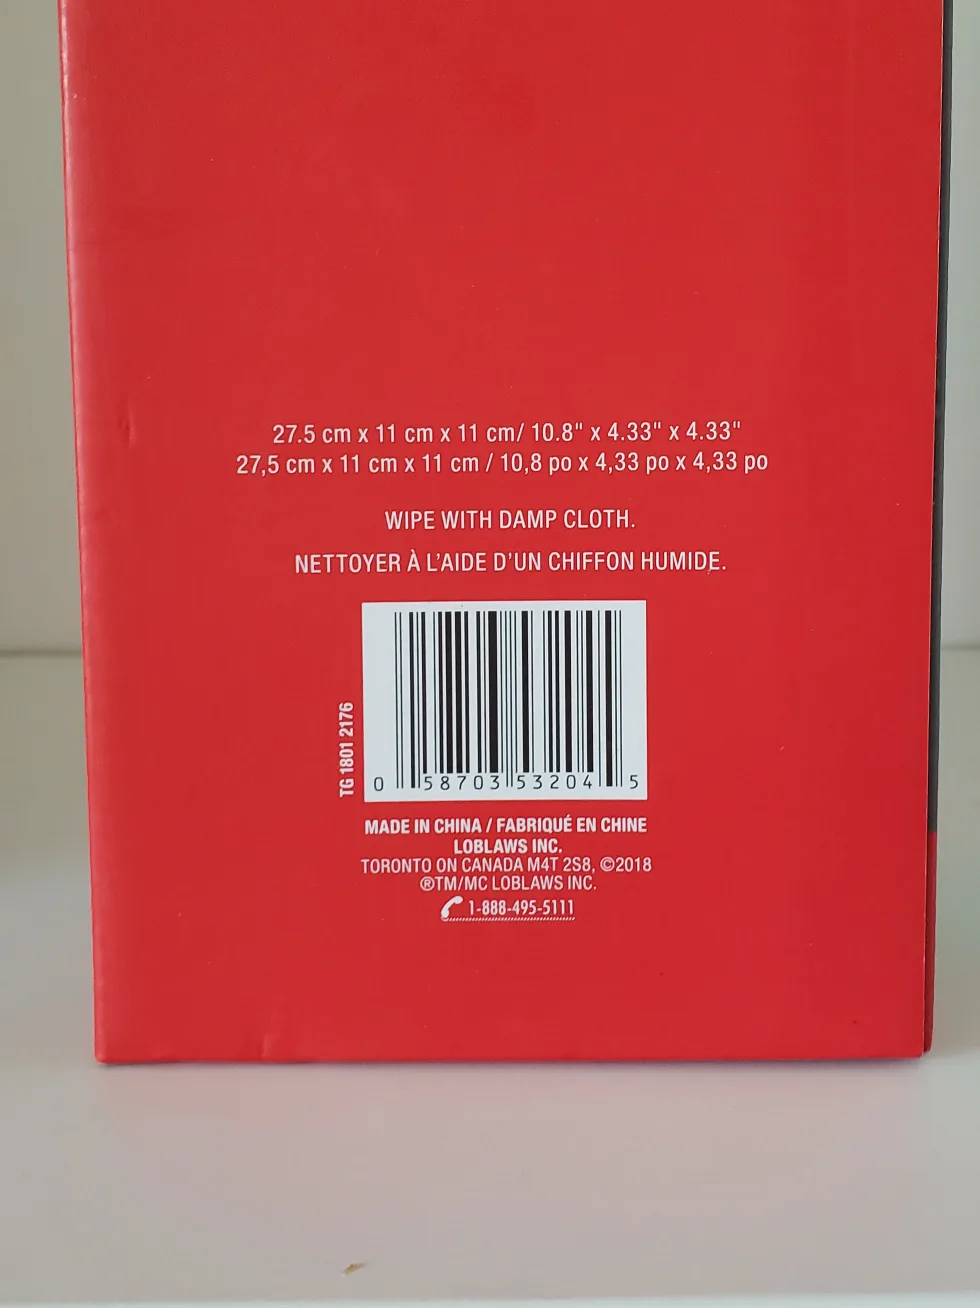 27.5 cm x 11 cm x 11 cm/ 10.8" x 4.33" x 4.33"
27,5 cm x 11 cm x 11 cm / 10,8 po x 4,33 po x 4,33 po
WIPE WITH DAMP CLOTH.
NETTOYER À L'AIDE D'UN CHIFFON HUMIDE.
TG 1801 2176
0 58703 53204 5
MADE IN CHINA / FABRIQUÉ EN CHINE
LOBLAWS INC.
TORONTO ON CANADA M4T 2S8, ©2018
®TM/MC LOBLAWS INC.
1-888-495-5111